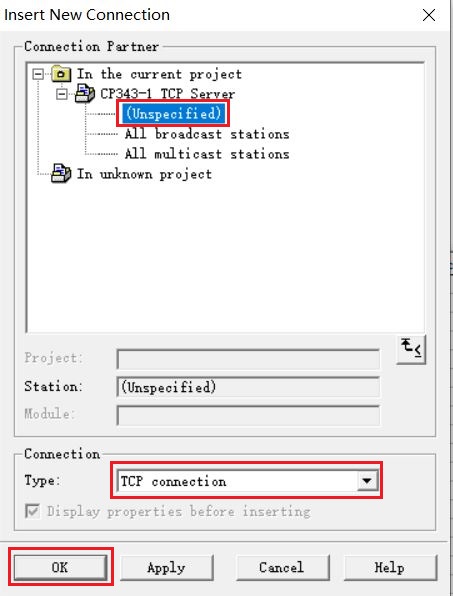 Insert New Connection
Connection Partner
In the current project
CP343-1 TCP Server
(Unspecified)
All broadcast stations
All multicast stations
In unknown project
Project:
Station: (Unspecified)
Module:
Connection
Type: TCP connection
Display properties before inserting
OK Apply Cancel Help